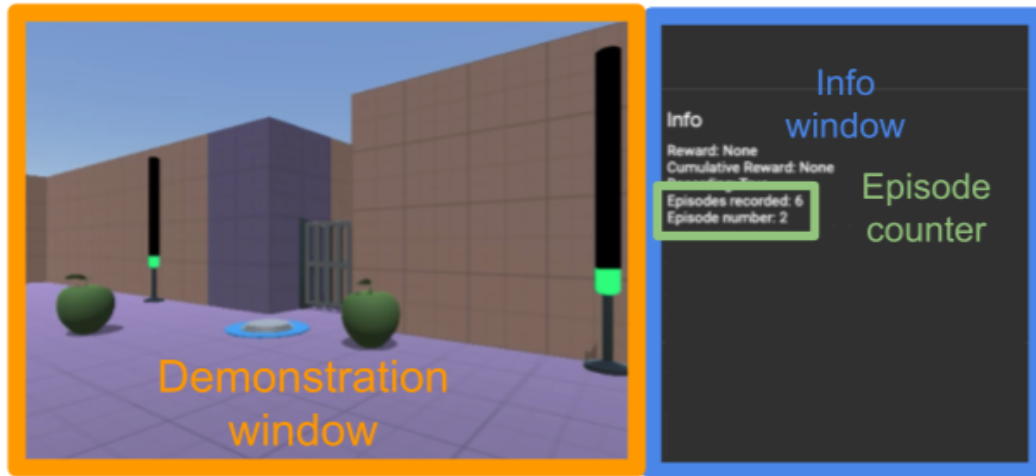 Demonstration
window
Info
window
Info
Reward: None
Cumulative Reward: None
Episodes recorded: 6
Episode number: 2
Episode
counter